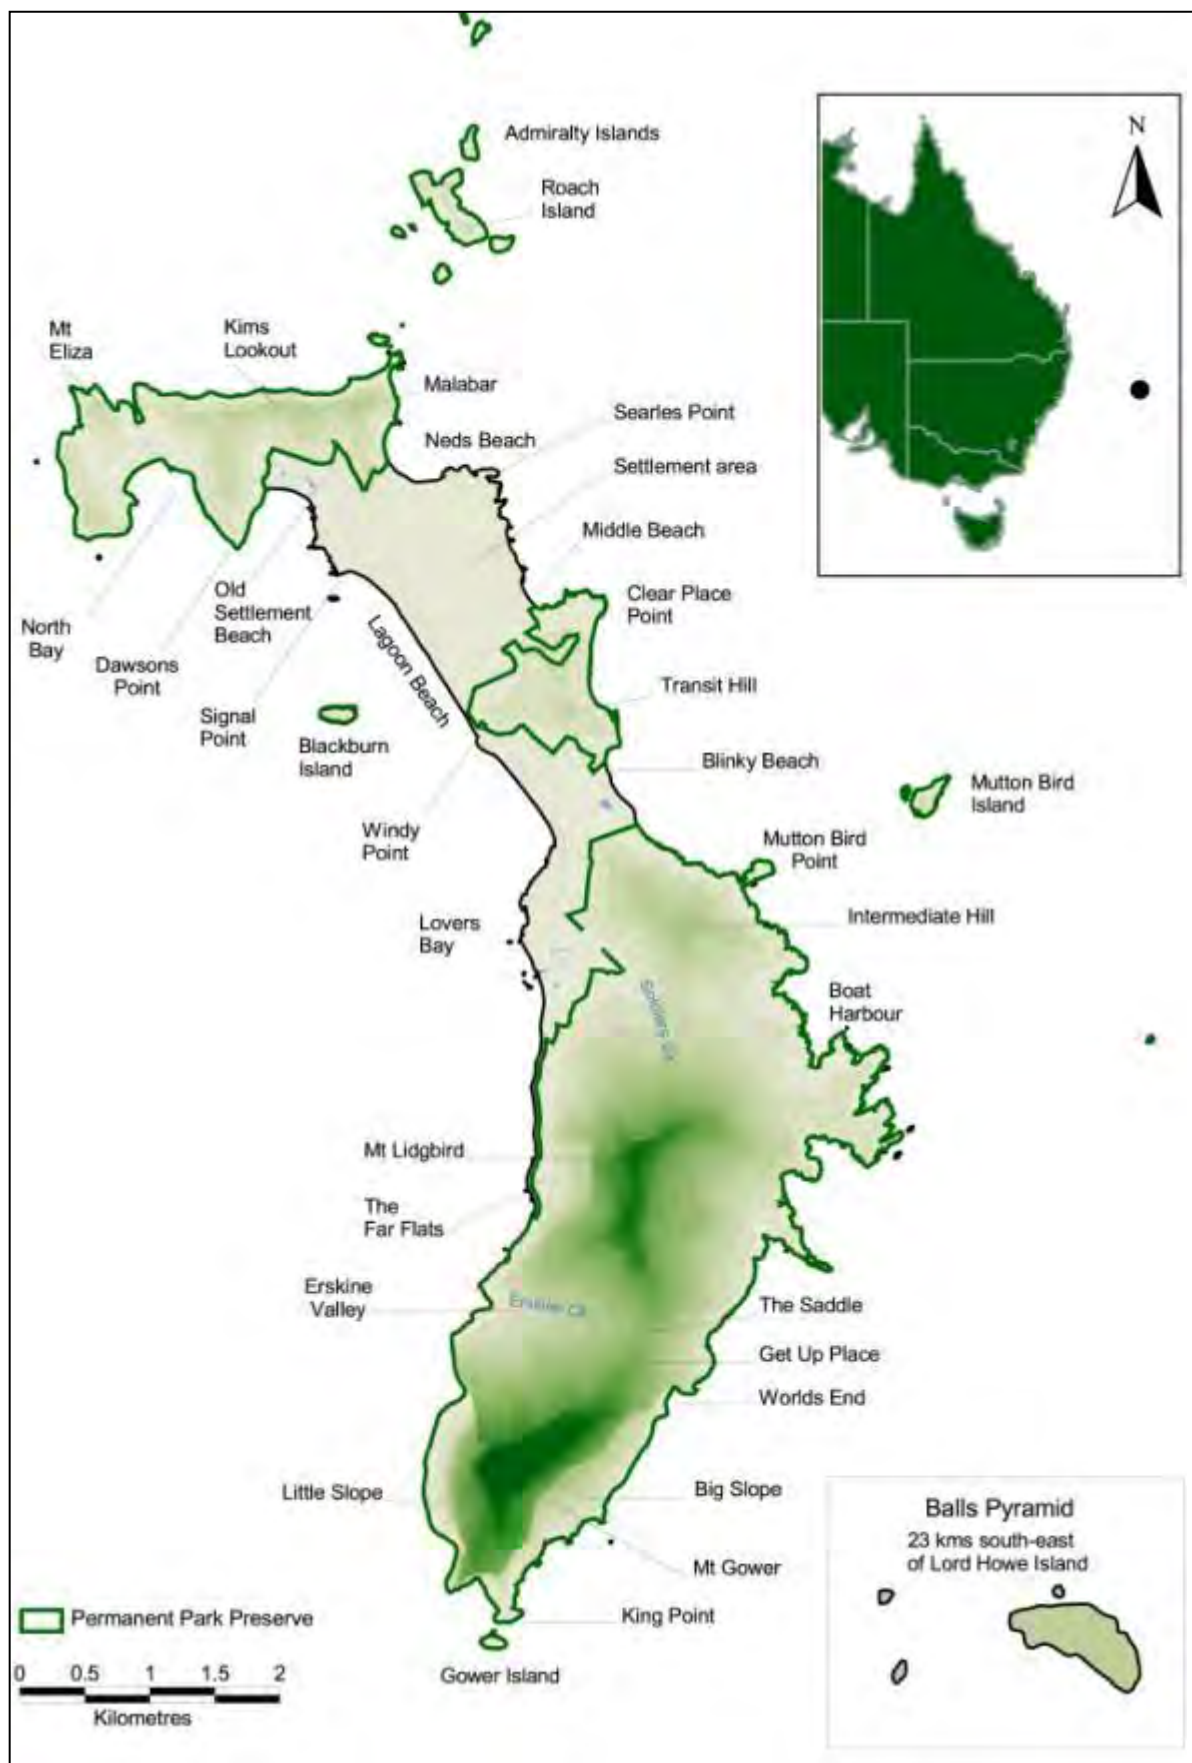 Admiralty Islands
Roach
Island
N
Mt
Eliza
Kims
Lookout
Malabar
Neds Beach
Searles Point
Settlement area
Middle Beach
Clear Place
Point
North
Bay
Dawsons
Point
Old
Settlement
Beach
Signal
Point
Lagoon Beach
Blackburn
Island
Transit Hill
Blinky Beach
Mutton Bird
Island
Windy
Point
Mutton Bird
Point
Lovers
Bay
Intermediate Hill
Boat
Harbour
Soldiers Ck
Mt Lidgbird
The
Far Flats
Erskine
Valley
Erskine Ck
The Saddle
Get Up Place
Worlds End
Little Slope
Big Slope
Mt Gower
King Point
Gower Island
Permanent Park Preserve
0 0.5 1 1.5 2
Kilometres
Balls Pyramid
23 kms south-east
of Lord Howe Island